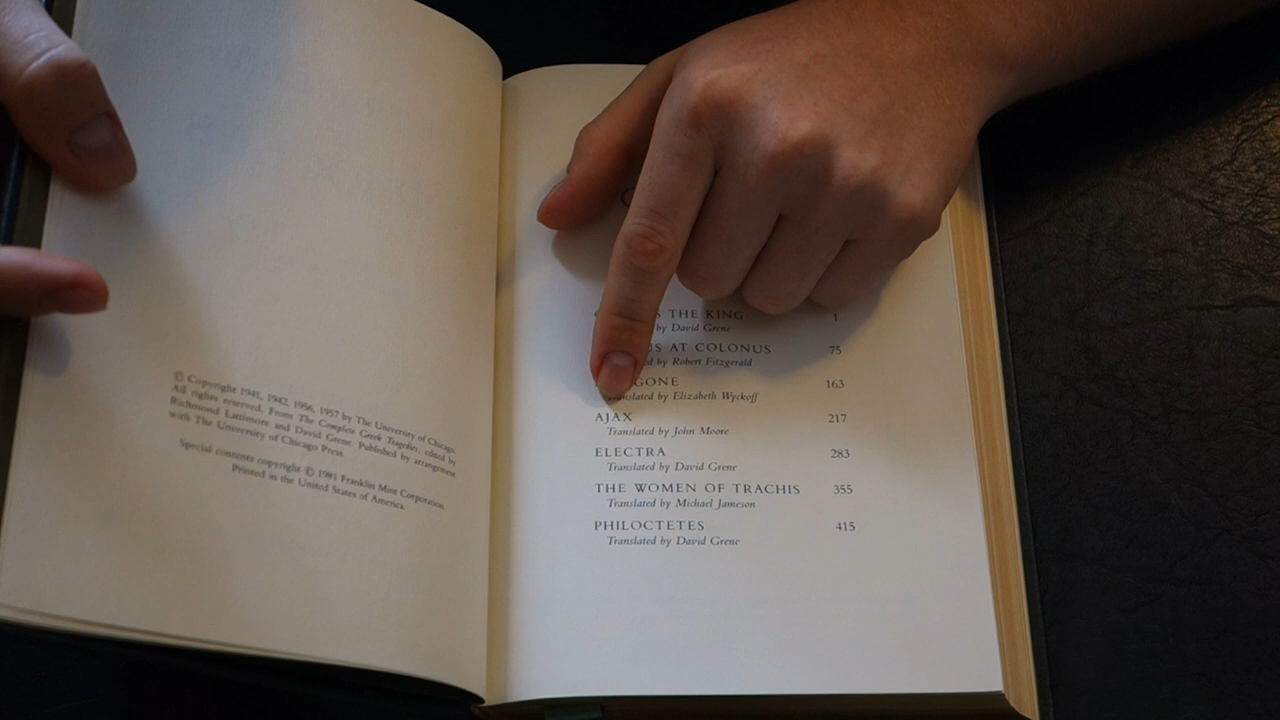 © Copyright 1941, 1942, 1956, 1957 by The University of Chicago.
All rights reserved. From The Complete Greek Tragedies, edited by
Richmond Lattimore and David Grene. Published by arrangement
with The University of Chicago Press.
Special contents copyright © 1981 Franklin Mint Corporation.
Printed in the United States of America.
THE KING 1
by David Grene
AT COLONUS 75
by Robert Fitzgerald
163
Translated by Elizabeth Wyckoff
AJAX 217
Translated by John Moore
ELECTRA 283
Translated by David Grene
THE WOMEN OF TRACHIS 355
Translated by Michael Jameson
PHILOCTETES 415
Translated by David Grene